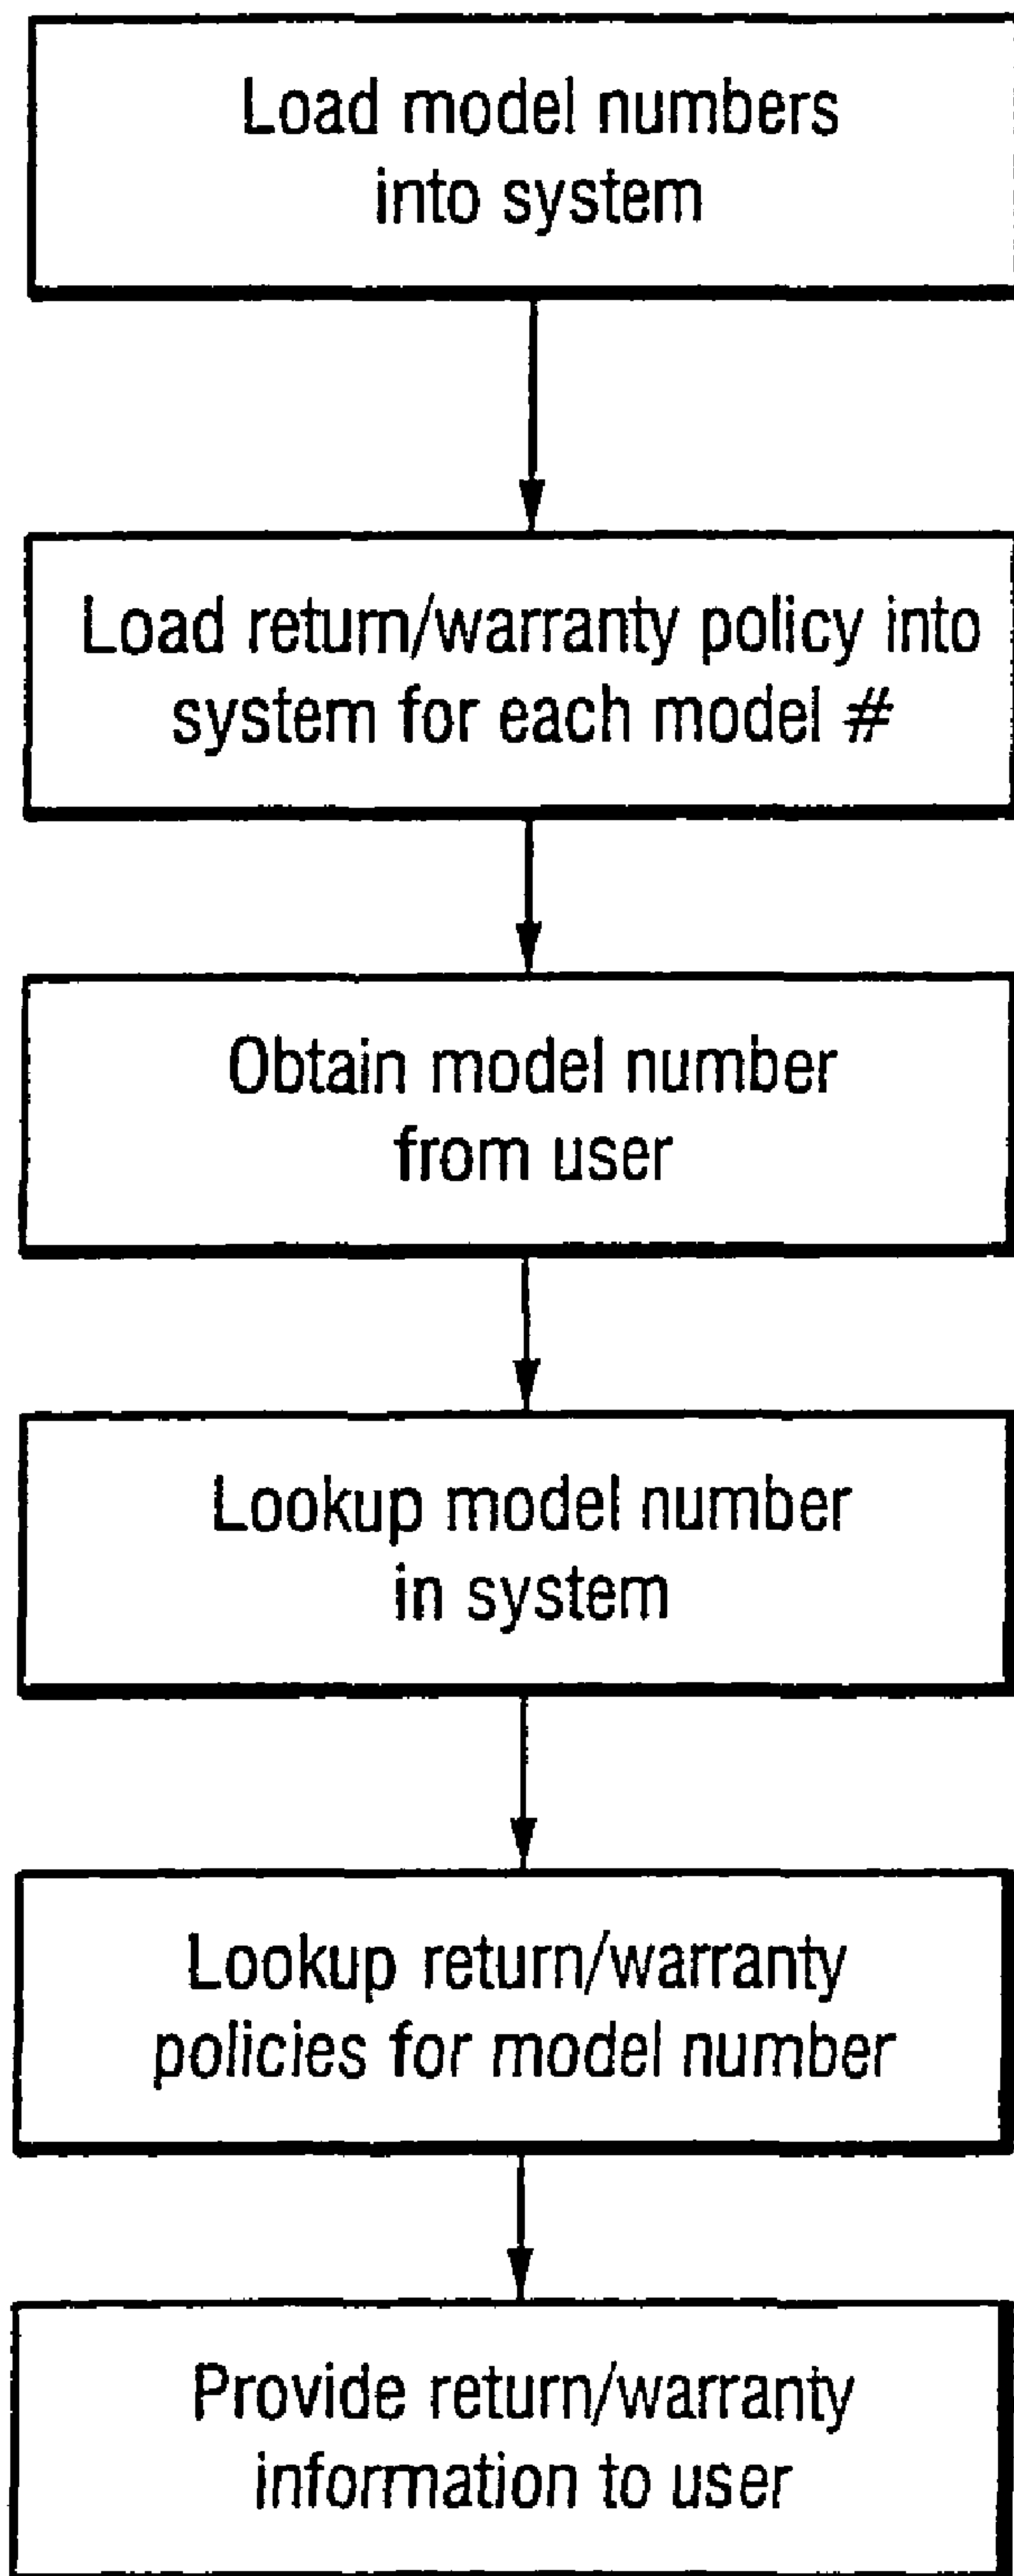 Load model numbers
into system
Load return/warranty policy into
system for each model #
Obtain model number
from user
Lookup model number
in system
Lookup return/warranty
policies for model number
Provide return/warranty
information to user